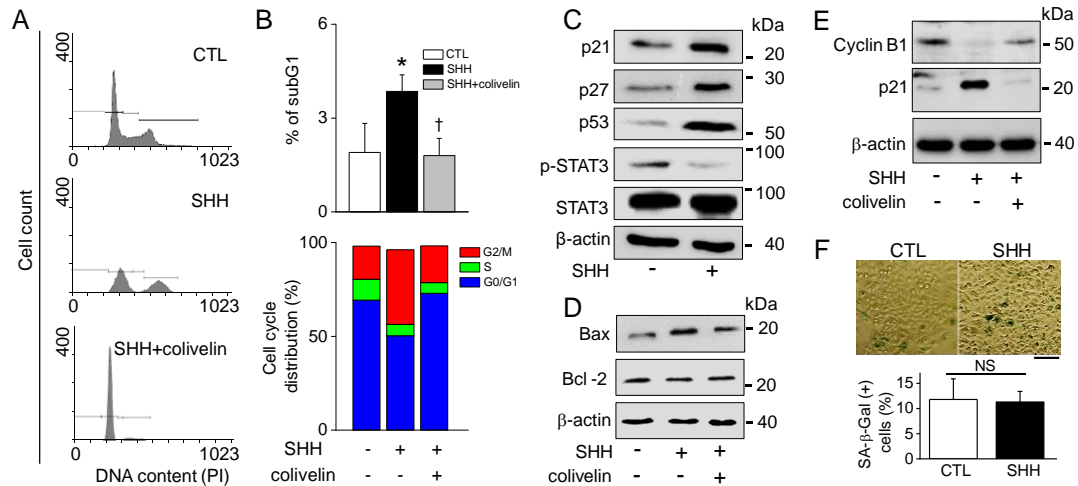 A
400
CTL
0
1023
400
SHH
0
1023
400
SHH+colivelin
0
1023
Cell count
DNA content (PI)
B
% of subG1
6
3
0
*
†
CTL
SHH
SHH+colivelin
Cell cycle
distribution (%)
100
50
0
G2/M
S
G0/G1
SHH - + +
colivelin - - +
C
kDa
p21
20
p27
30
p53
50
p-STAT3
100
STAT3
100
β-actin
40
SHH - +
D
kDa
Bax
20
Bcl -2
20
β-actin
40
SHH - + +
colivelin - - +
E
kDa
Cyclin B1
50
p21
20
β-actin
40
SHH - + +
colivelin - - +
F
CTL SHH
SA-β-Gal (+)
cells (%)
15
10
5
0
NS
CTL SHH